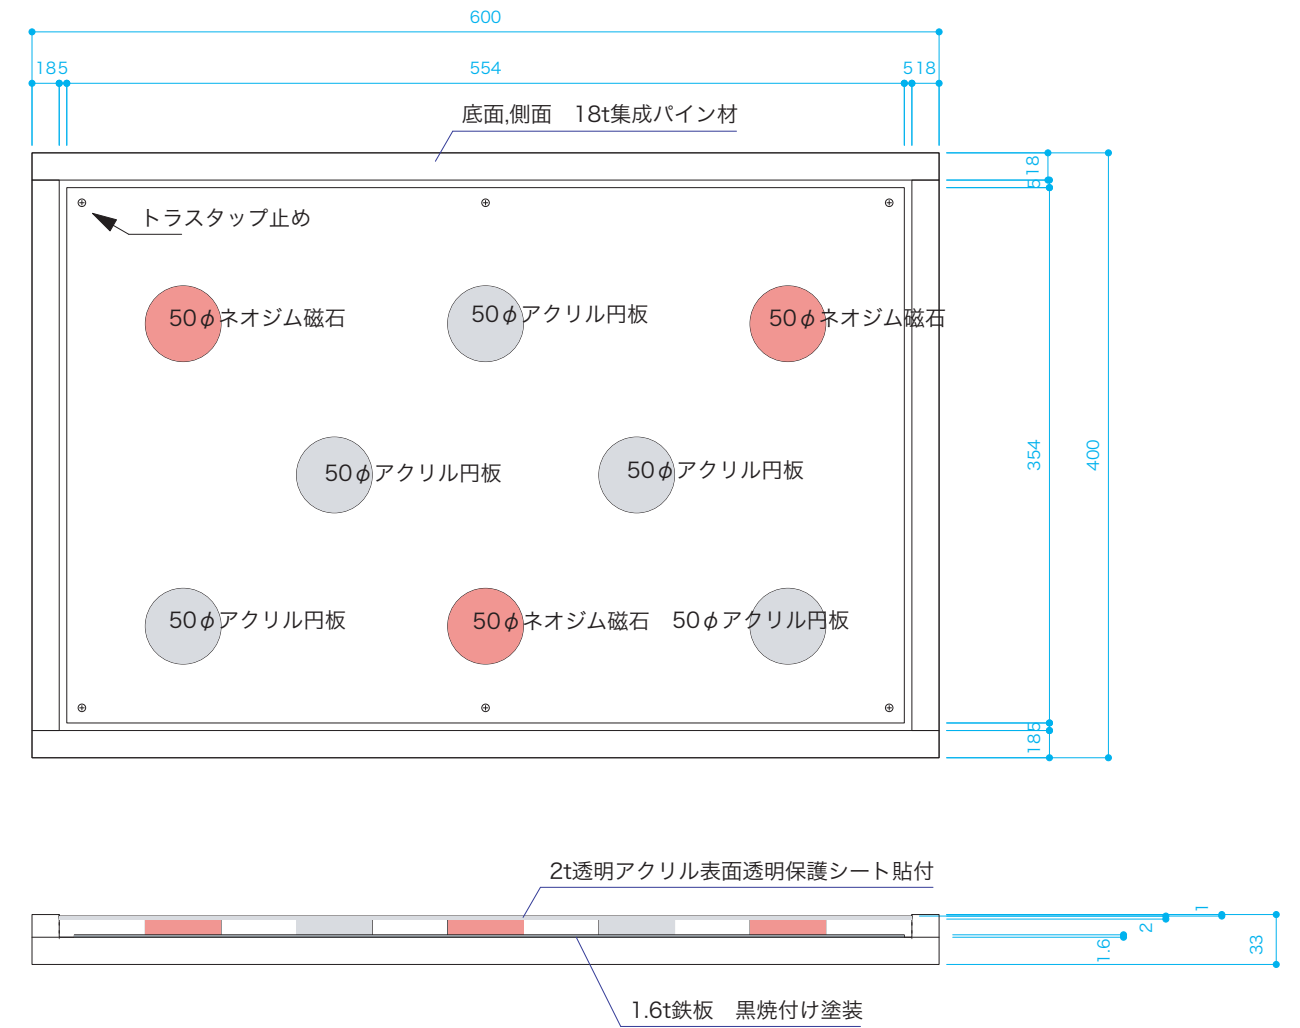 600
185
554
518
底面,側面　18t集成パイン材
トラスタップ止め
518
50φネオジム磁石
50φアクリル円板
50φネオジム磁石
50φアクリル円板
50φアクリル円板
354
400
50φアクリル円板
50φネオジム磁石
50φアクリル円板
185
2t透明アクリル表面透明保護シート貼付
1
2
1.6
33
1.6t鉄板　黒焼付け塗装